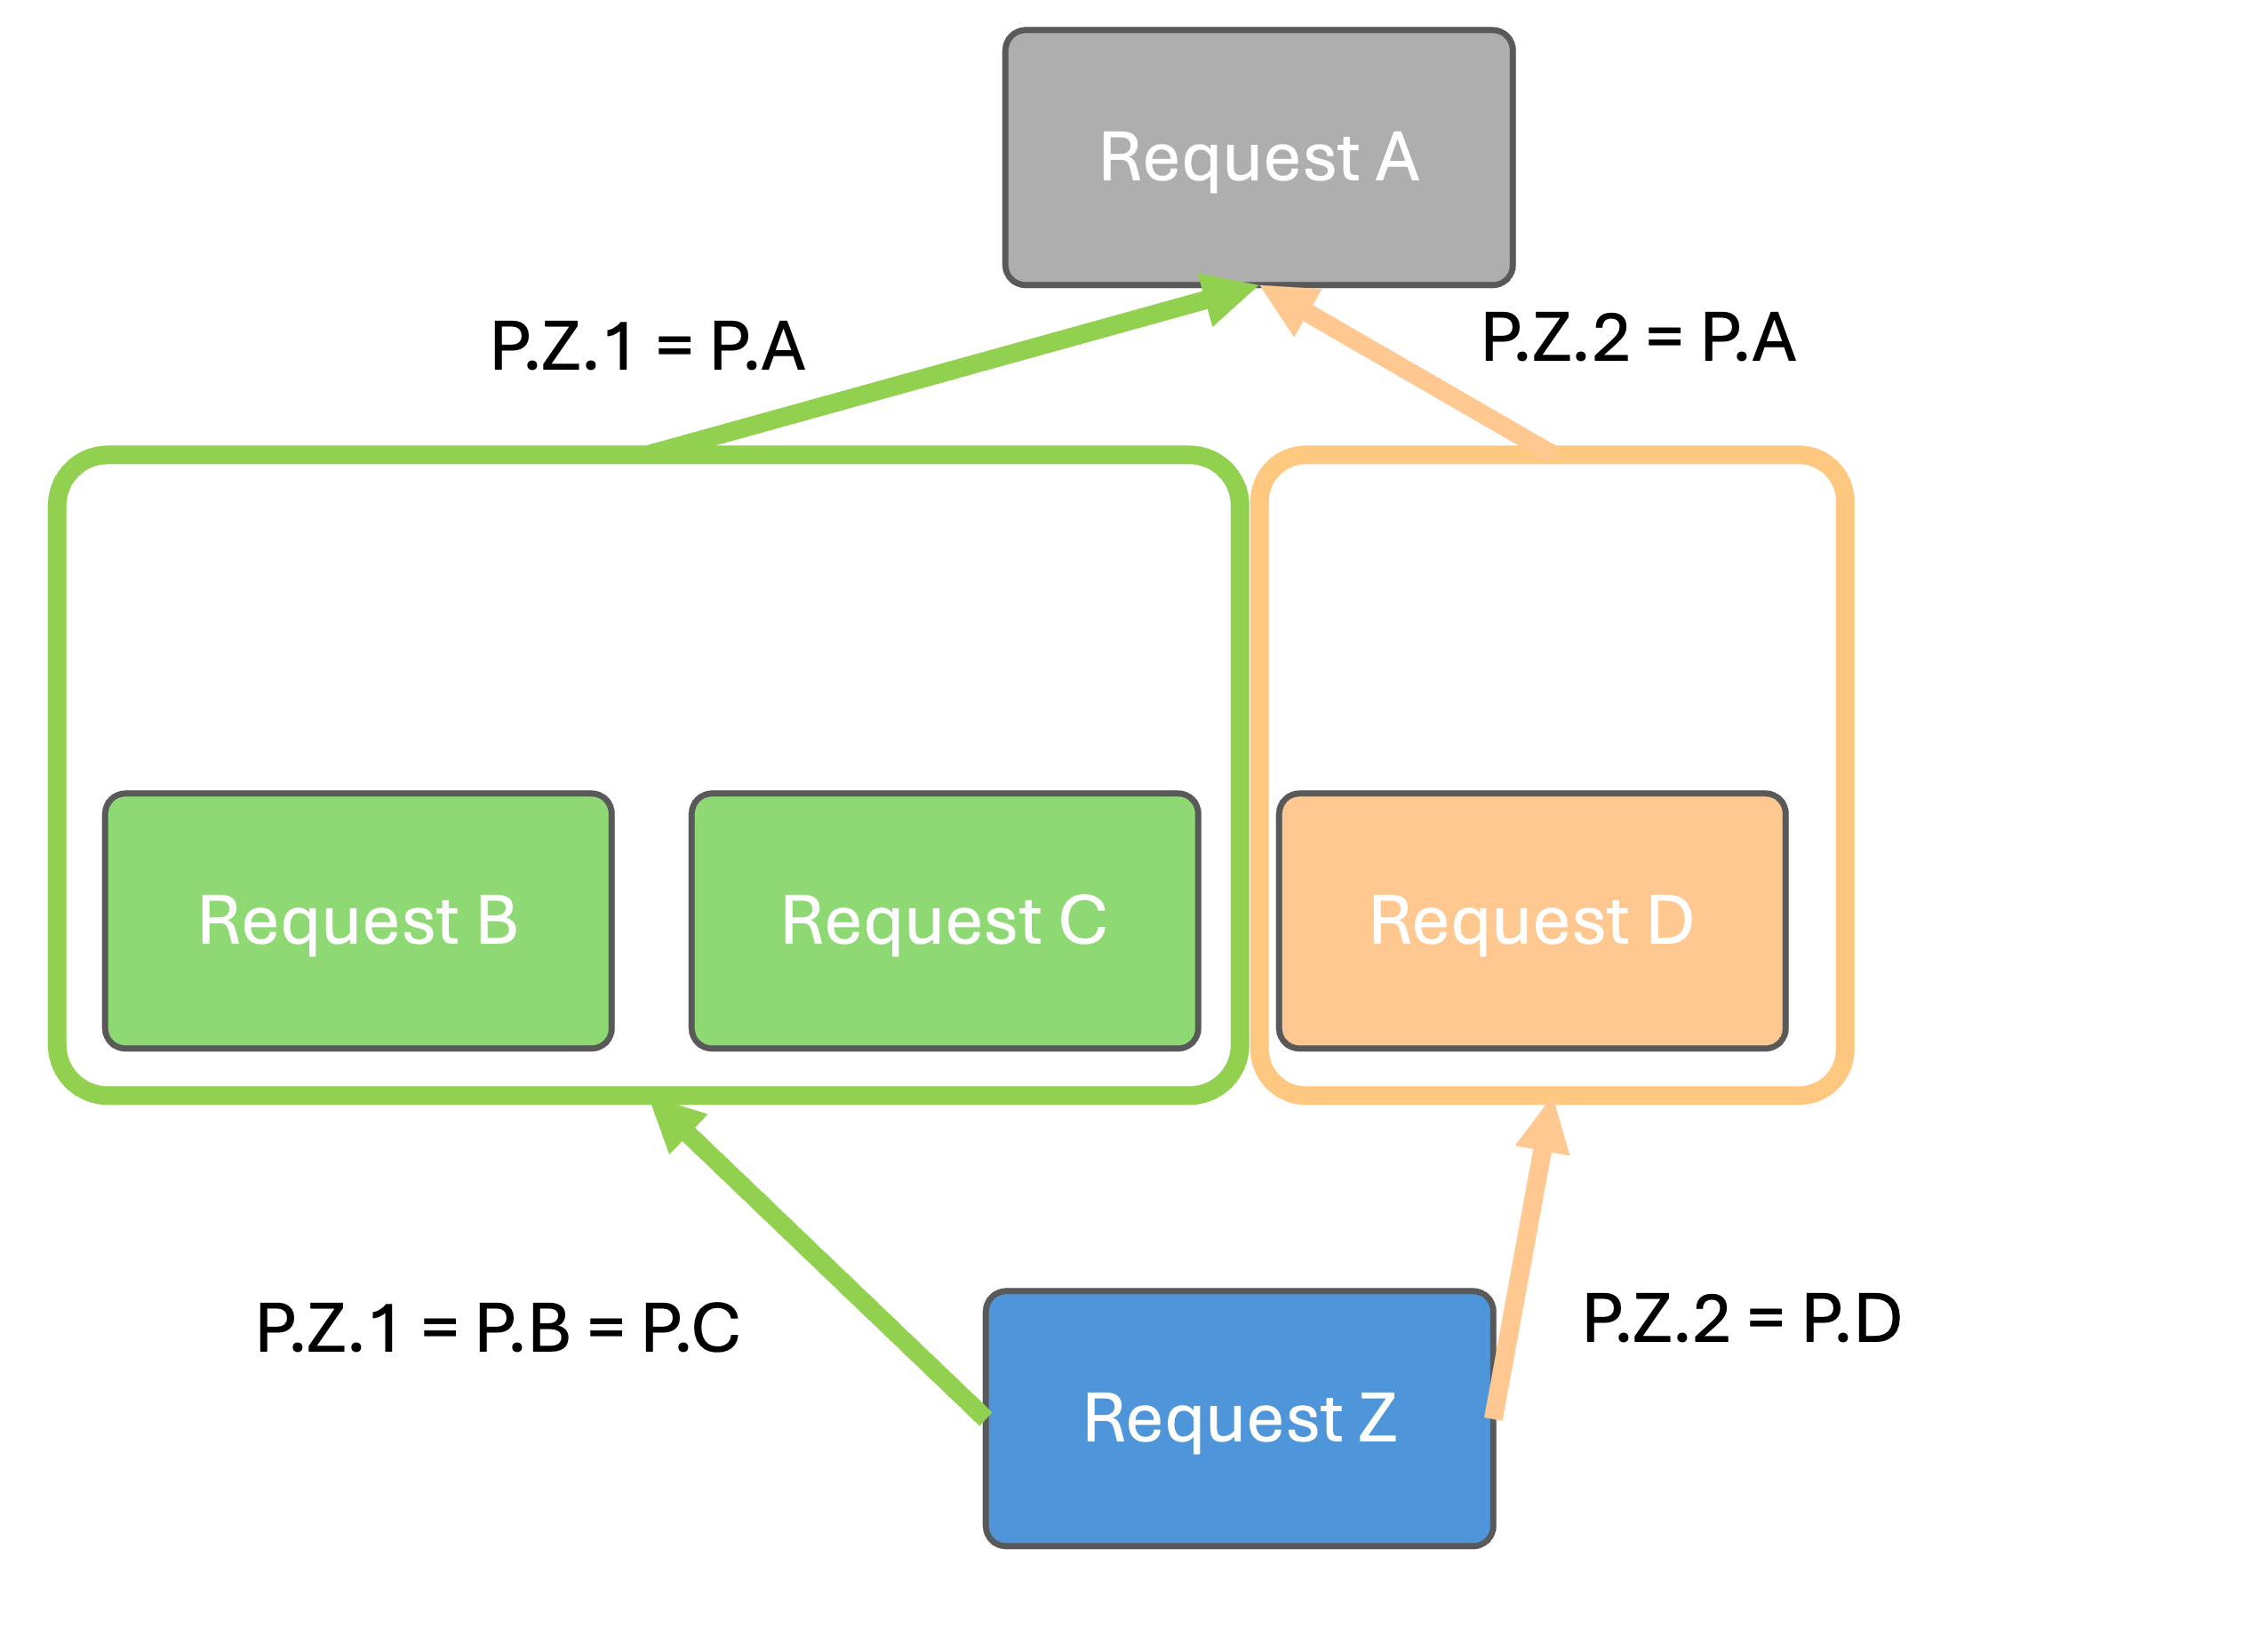 Request A
P.Z.1 = P.A
P.Z.2 = P.A
Request B
Request C
Request D
P.Z.1 = P.B = P.C
P.Z.2 = P.D
Request Z